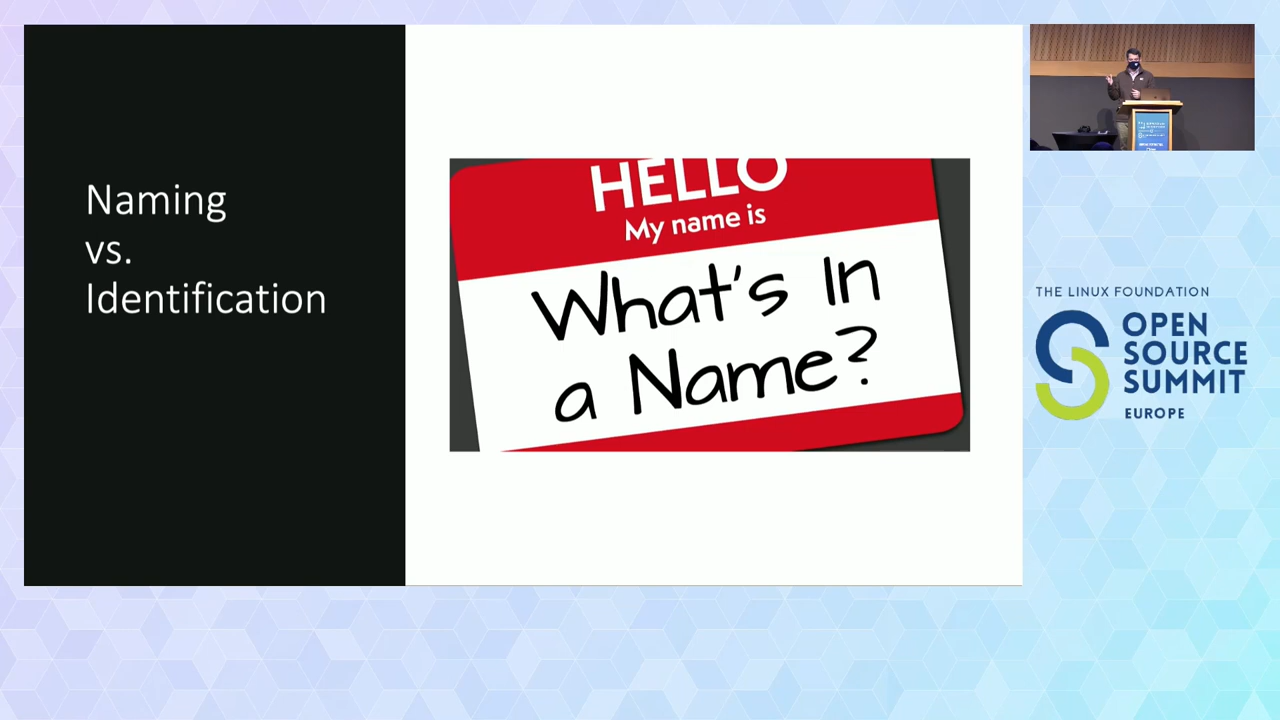 Naming
vs.
Identification
HELLO
My name is
What's In
a Name?
THE LINUX FOUNDATION
OPEN
SOURCE
SUMMIT
EUROPE